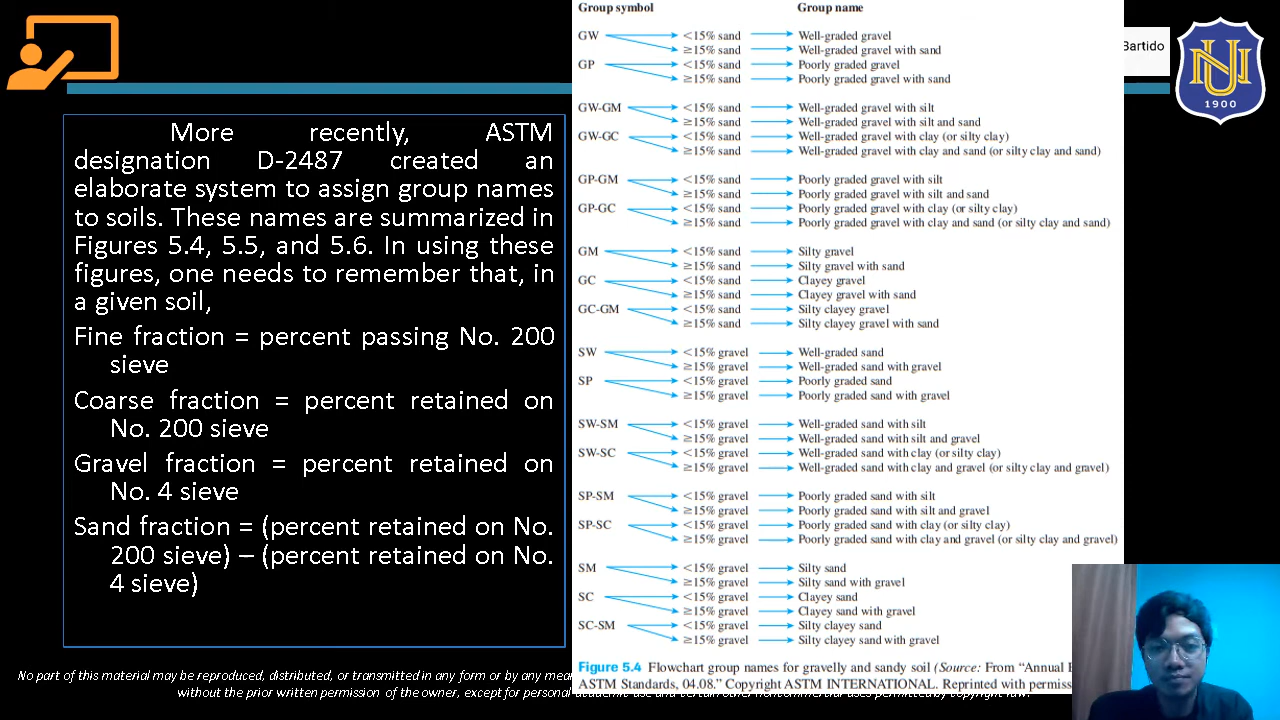 More recently, ASTM
designation D-2487 created an
elaborate system to assign group names
to soils. These names are summarized in
Figures 5.4, 5.5, and 5.6. In using these
figures, one needs to remember that, in
a given soil,
Fine fraction = percent passing No. 200
sieve
Coarse fraction = percent retained on
No. 200 sieve
Gravel fraction = percent retained on
No. 4 sieve
Sand fraction = (percent retained on No.
200 sieve) – (percent retained on No.
4 sieve)
Group symbol Group name
GW <15% sand Well-graded gravel
≥15% sand Well-graded gravel with sand
GP <15% sand Poorly graded gravel
≥15% sand Poorly graded gravel with sand
GW-GM <15% sand Well-graded gravel with silt
≥15% sand Well-graded gravel with silt and sand
GW-GC <15% sand Well-graded gravel with clay (or silty clay)
≥15% sand Well-graded gravel with clay and sand (or silty clay and sand)
GP-GM <15% sand Poorly graded gravel with silt
≥15% sand Poorly graded gravel with silt and sand
GP-GC <15% sand Poorly graded gravel with clay (or silty clay)
≥15% sand Poorly graded gravel with clay and sand (or silty clay and sand)
GM <15% sand Silty gravel
≥15% sand Silty gravel with sand
GC <15% sand Clayey gravel
≥15% sand Clayey gravel with sand
GC-GM <15% sand Silty clayey gravel
≥15% sand Silty clayey gravel with sand
SW <15% gravel Well-graded sand
≥15% gravel Well-graded sand with gravel
SP <15% gravel Poorly graded sand
≥15% gravel Poorly graded sand with gravel
SW-SM <15% gravel Well-graded sand with silt
≥15% gravel Well-graded sand with silt and gravel
SW-SC <15% gravel Well-graded sand with clay (or silty clay)
≥15% gravel Well-graded sand with clay and gravel (or silty clay and gravel)
SP-SM <15% gravel Poorly graded sand with silt
≥15% gravel Poorly graded sand with silt and gravel
SP-SC <15% gravel Poorly graded sand with clay (or silty clay)
≥15% gravel Poorly graded sand with clay and gravel (or silty clay and gravel)
SM <15% gravel Silty sand
≥15% gravel Silty sand with gravel
SC <15% gravel Clayey sand
≥15% gravel Clayey sand with gravel
SC-SM <15% gravel Silty clayey sand
≥15% gravel Silty clayey sand with gravel
Figure 5.4 Flowchart group names for gravelly and sandy soil (Source: From “Annual
ASTM Standards, 04.08.” Copyright ASTM INTERNATIONAL. Reprinted with
Bartido
NU
1900
No part of this material may be reproduced, distributed, or transmitted in any form or by any
without the prior written permission of the owner, except for personal academic use and certain other noncommercial uses permitted by copyright law.